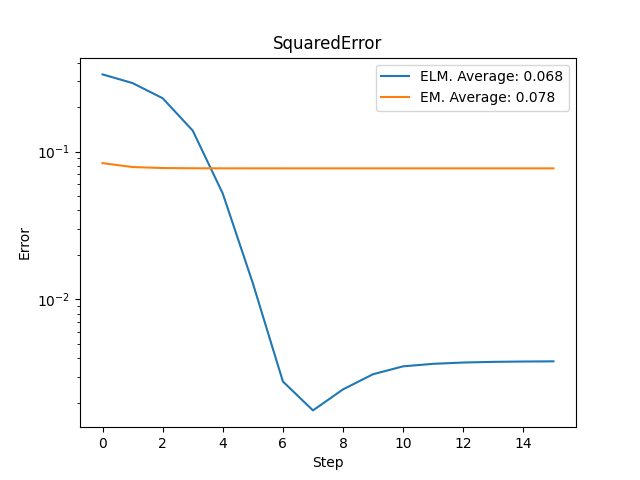 SquaredError
ELM. Average: 0.068
EM. Average: 0.078
10⁻¹
10⁻²
Error
0 2 4 6 8 10 12 14
Step